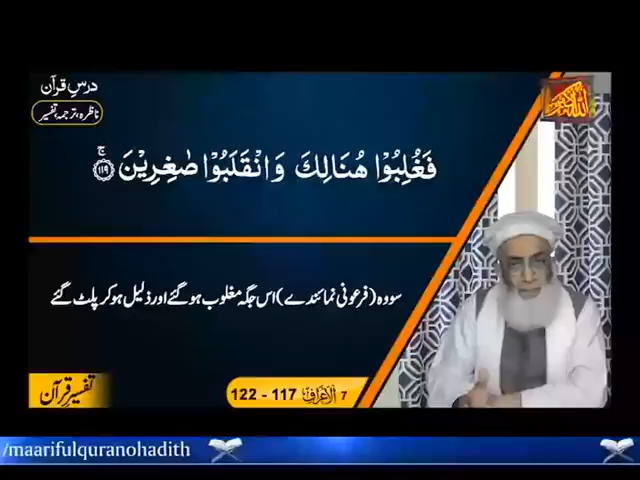 درسِ قرآن
ناظرہ، ترجمہ، تفسیر
فَغُلِبُوۡا هُنَالِكَ وَانْقَلَبُوۡا صٰغِرِيۡنَ ۚ ﴿۱۱۹﴾
سو وہ (فرعونی نمائندے) اس جگہ مغلوب ہو گئے اور ذلیل ہو کر پلٹ گئے
تفسیرِ قرآن
7 الاعراف 117 - 122
/maarifulquranohadith